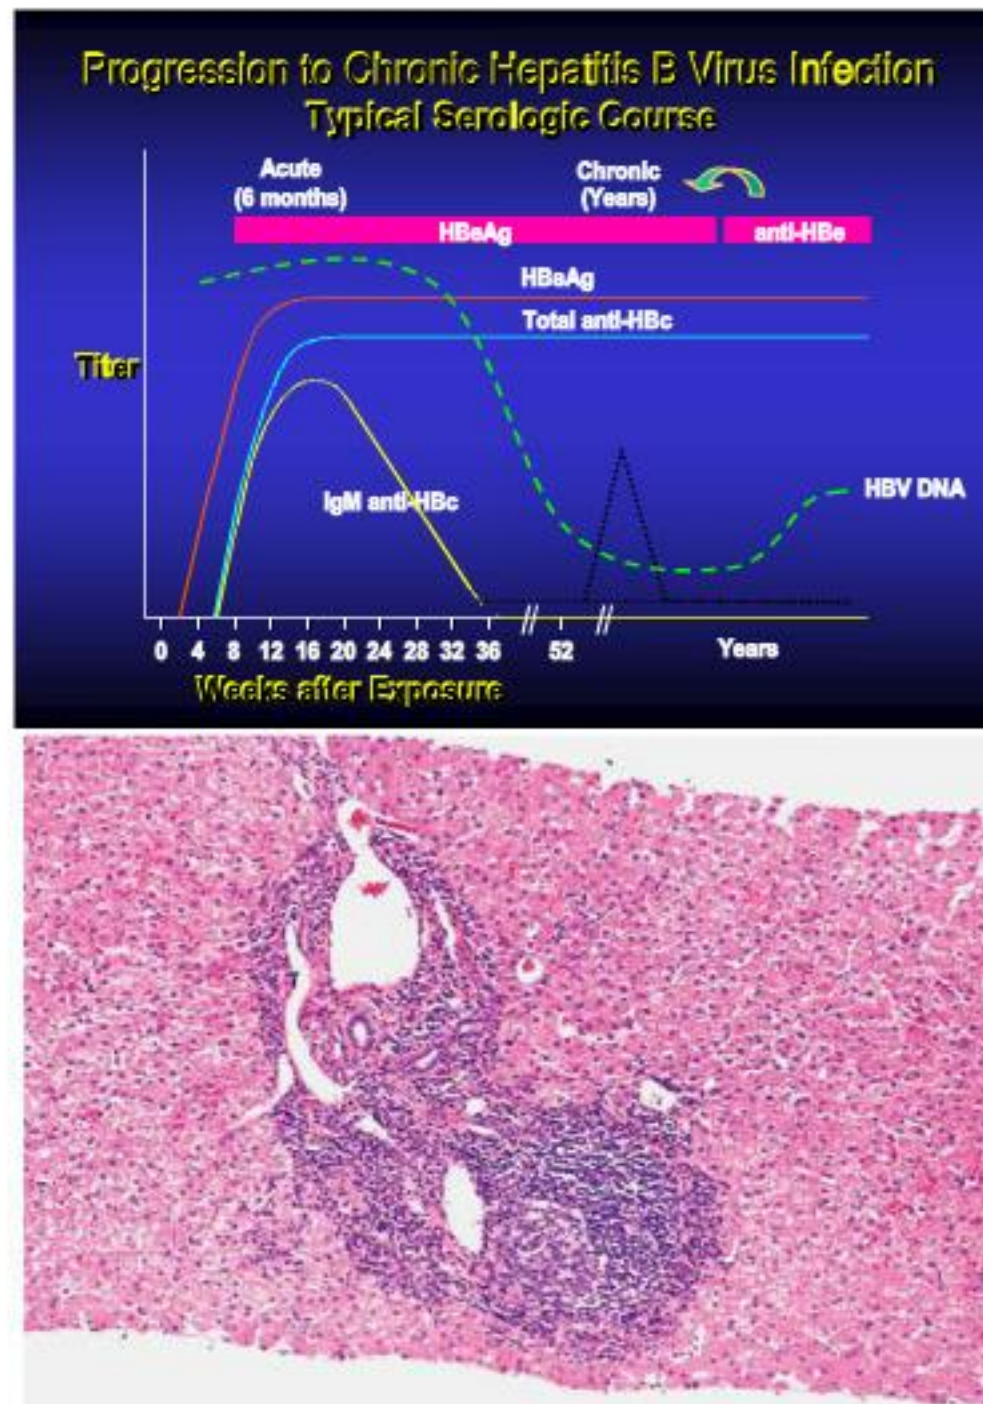 Progression to Chronic Hepatitis B Virus Infection
Typical Serologic Course
Acute
(6 months)
Chronic
(Years)
HBeAg
anti-HBe
HBsAg
Total anti-HBc
Titer
IgM anti-HBc
HBV DNA
0 4 8 12 16 20 24 28 32 36 // 52 // Years
Weeks after Exposure